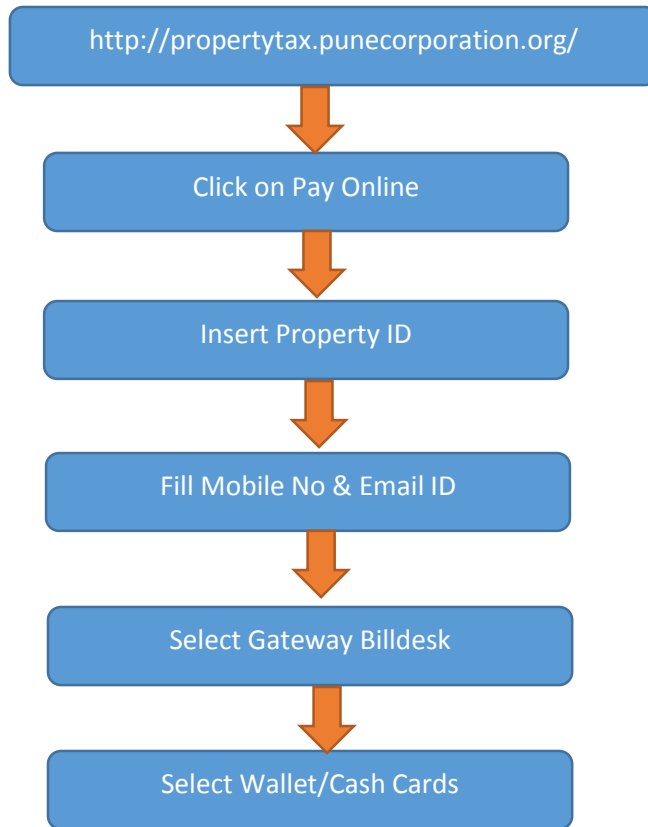 http://propertytax.punecorporation.org/
Click on Pay Online
Insert Property ID
Fill Mobile No & Email ID
Select Gateway Billdesk
Select Wallet/Cash Cards